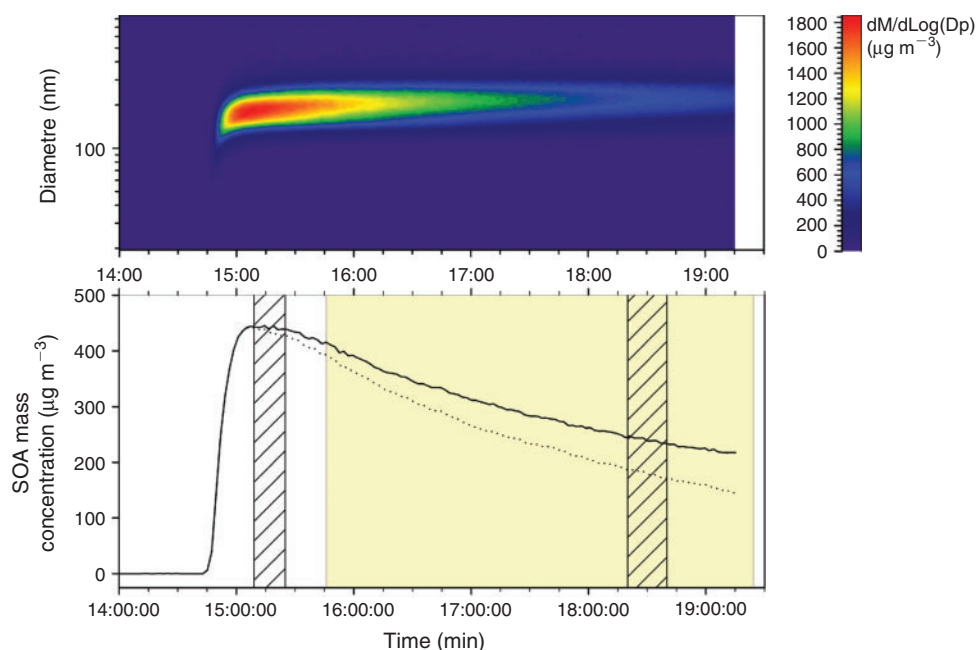 dM/dLog(Dp)
(μg m−3)
1800
1600
1400
1200
1000
800
600
400
200
0
Diametre (nm)
100
14:00 15:00 16:00 17:00 18:00 19:00
SOA mass
concentration (μg m−3)
500
400
300
200
100
0
14:00:00 15:00:00 16:00:00 17:00:00 18:00:00 19:00:00
Time (min)